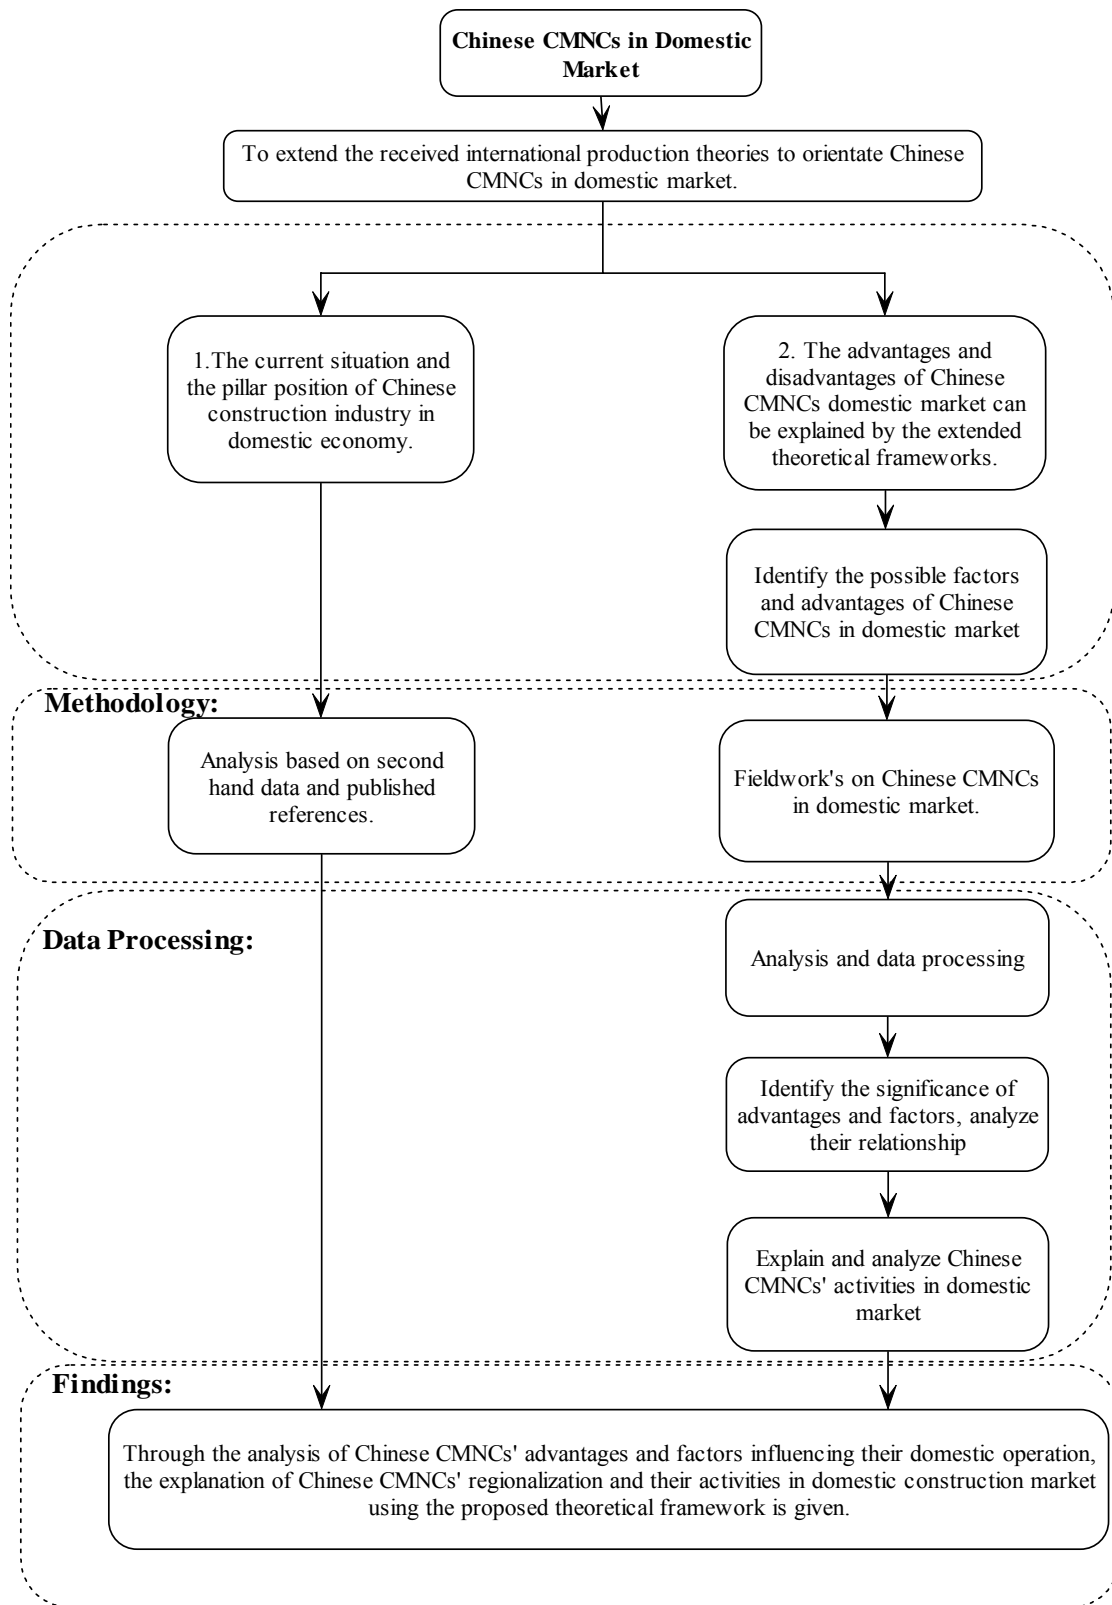 Chinese CMNCs in Domestic
Market
To extend the received international production theories to orientate Chinese
CMNCs in domestic market.
1.The current situation and
the pillar position of Chinese
construction industry in
domestic economy.
2. The advantages and
disadvantages of Chinese
CMNCs domestic market can
be explained by the extended
theoretical frameworks.
Identify the possible factors
and advantages of Chinese
CMNCs in domestic market
Methodology:
Analysis based on second
hand data and published
references.
Fieldwork's on Chinese CMNCs
in domestic market.
Data Processing:
Analysis and data processing
Identify the significance of
advantages and factors, analyze
their relationship
Explain and analyze Chinese
CMNCs' activities in domestic
market
Findings:
Through the analysis of Chinese CMNCs' advantages and factors influencing their domestic operation,
the explanation of Chinese CMNCs' regionalization and their activities in domestic construction market
using the proposed theoretical framework is given.